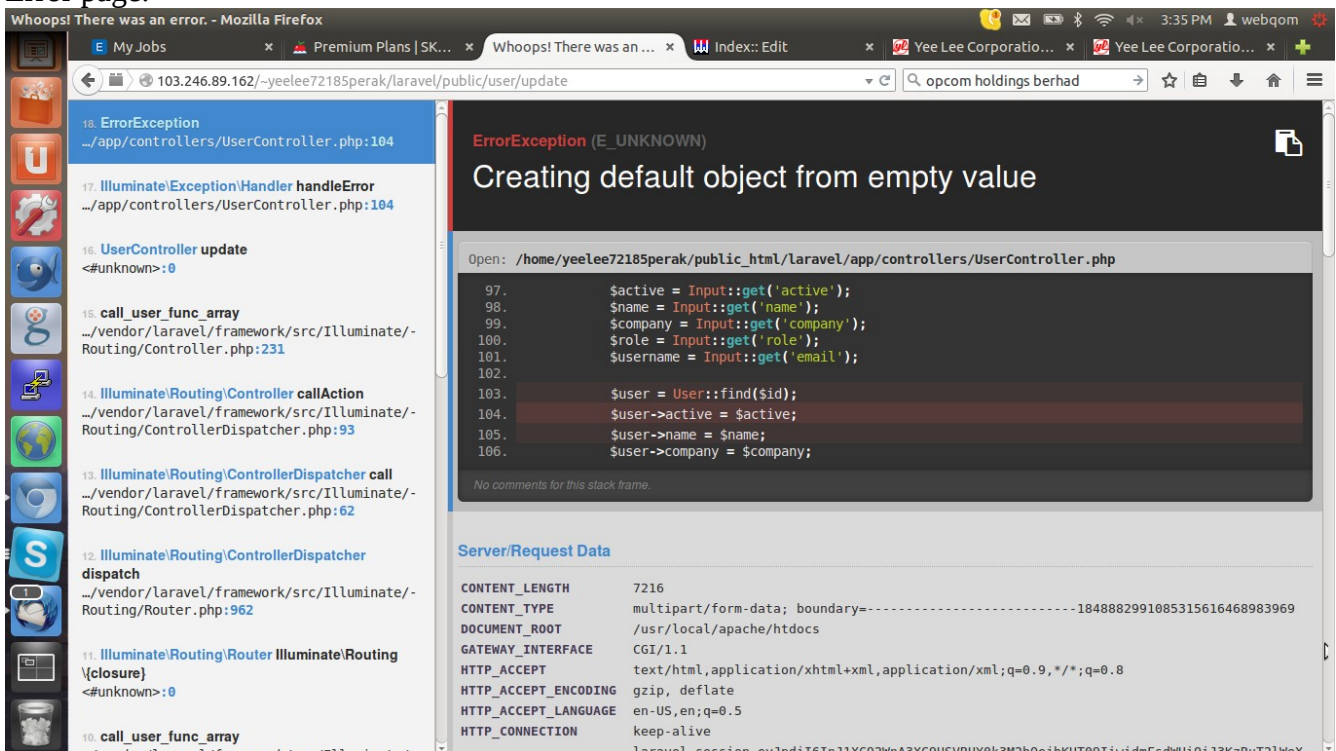 Whoops! There was an error. - Mozilla Firefox
3:35 PM webqom
My Jobs × Premium Plans | SK... × Whoops! There was an ... × Index:: Edit × Yee Lee Corporatio... × Yee Lee Corporatio... ×
103.246.89.162/~yeelee72185perak/laravel/public/user/update
opcom holdings berhad
18. ErrorException
…/app/controllers/UserController.php:104
17. Illuminate\Exception\Handler handleError
…/app/controllers/UserController.php:104
16. UserController update
<#unknown>:0
15. call_user_func_array
…/vendor/laravel/framework/src/Illuminate/-
Routing/Controller.php:231
14. Illuminate\Routing\Controller callAction
…/vendor/laravel/framework/src/Illuminate/-
Routing/ControllerDispatcher.php:93
13. Illuminate\Routing\ControllerDispatcher call
…/vendor/laravel/framework/src/Illuminate/-
Routing/ControllerDispatcher.php:62
12. Illuminate\Routing\ControllerDispatcher
dispatch
…/vendor/laravel/framework/src/Illuminate/-
Routing/Router.php:962
11. Illuminate\Routing\Router Illuminate\Routing
\{closure}
<#unknown>:0
10. call_user_func_array
ErrorException (E_UNKNOWN)
Creating default object from empty value
Open: /home/yeelee72185perak/public_html/laravel/app/controllers/UserController.php
97. $active = Input::get('active');
98. $name = Input::get('name');
99. $company = Input::get('company');
100. $role = Input::get('role');
101. $username = Input::get('email');
102.
103. $user = User::find($id);
104. $user->active = $active;
105. $user->name = $name;
106. $user->company = $company;
No comments for this stack frame.
Server/Request Data
CONTENT_LENGTH 7216
CONTENT_TYPE multipart/form-data; boundary=---------------------------1848882991085315616468983969
DOCUMENT_ROOT /usr/local/apache/htdocs
GATEWAY_INTERFACE CGI/1.1
HTTP_ACCEPT text/html,application/xhtml+xml,application/xml;q=0.9,*/*;q=0.8
HTTP_ACCEPT_ENCODING gzip, deflate
HTTP_ACCEPT_LANGUAGE en-US,en;q=0.5
HTTP_CONNECTION keep-alive